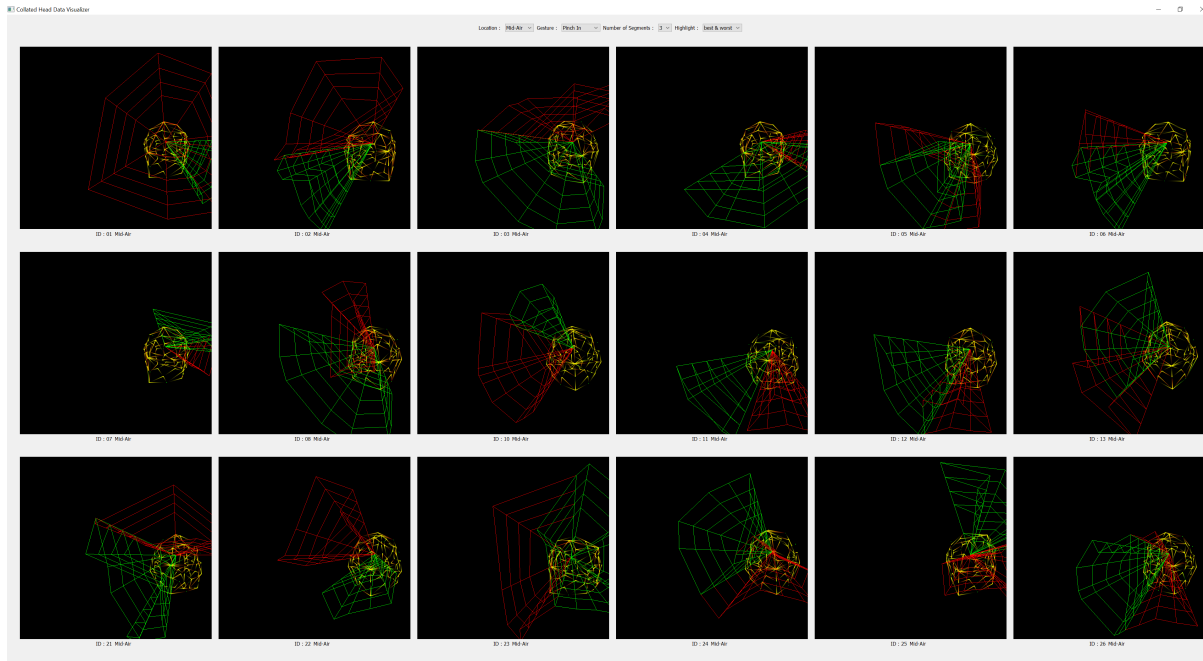 Collated Head Data Visualizer
Location : Mid-Air Gesture : Pinch In Number of Segments : 3 Highlight : best & worst
ID : 01 Mid-Air ID : 02 Mid-Air ID : 03 Mid-Air ID : 04 Mid-Air ID : 05 Mid-Air ID : 06 Mid-Air
ID : 07 Mid-Air ID : 08 Mid-Air ID : 10 Mid-Air ID : 11 Mid-Air ID : 12 Mid-Air ID : 13 Mid-Air
ID : 21 Mid-Air ID : 22 Mid-Air ID : 23 Mid-Air ID : 24 Mid-Air ID : 25 Mid-Air ID : 26 Mid-Air